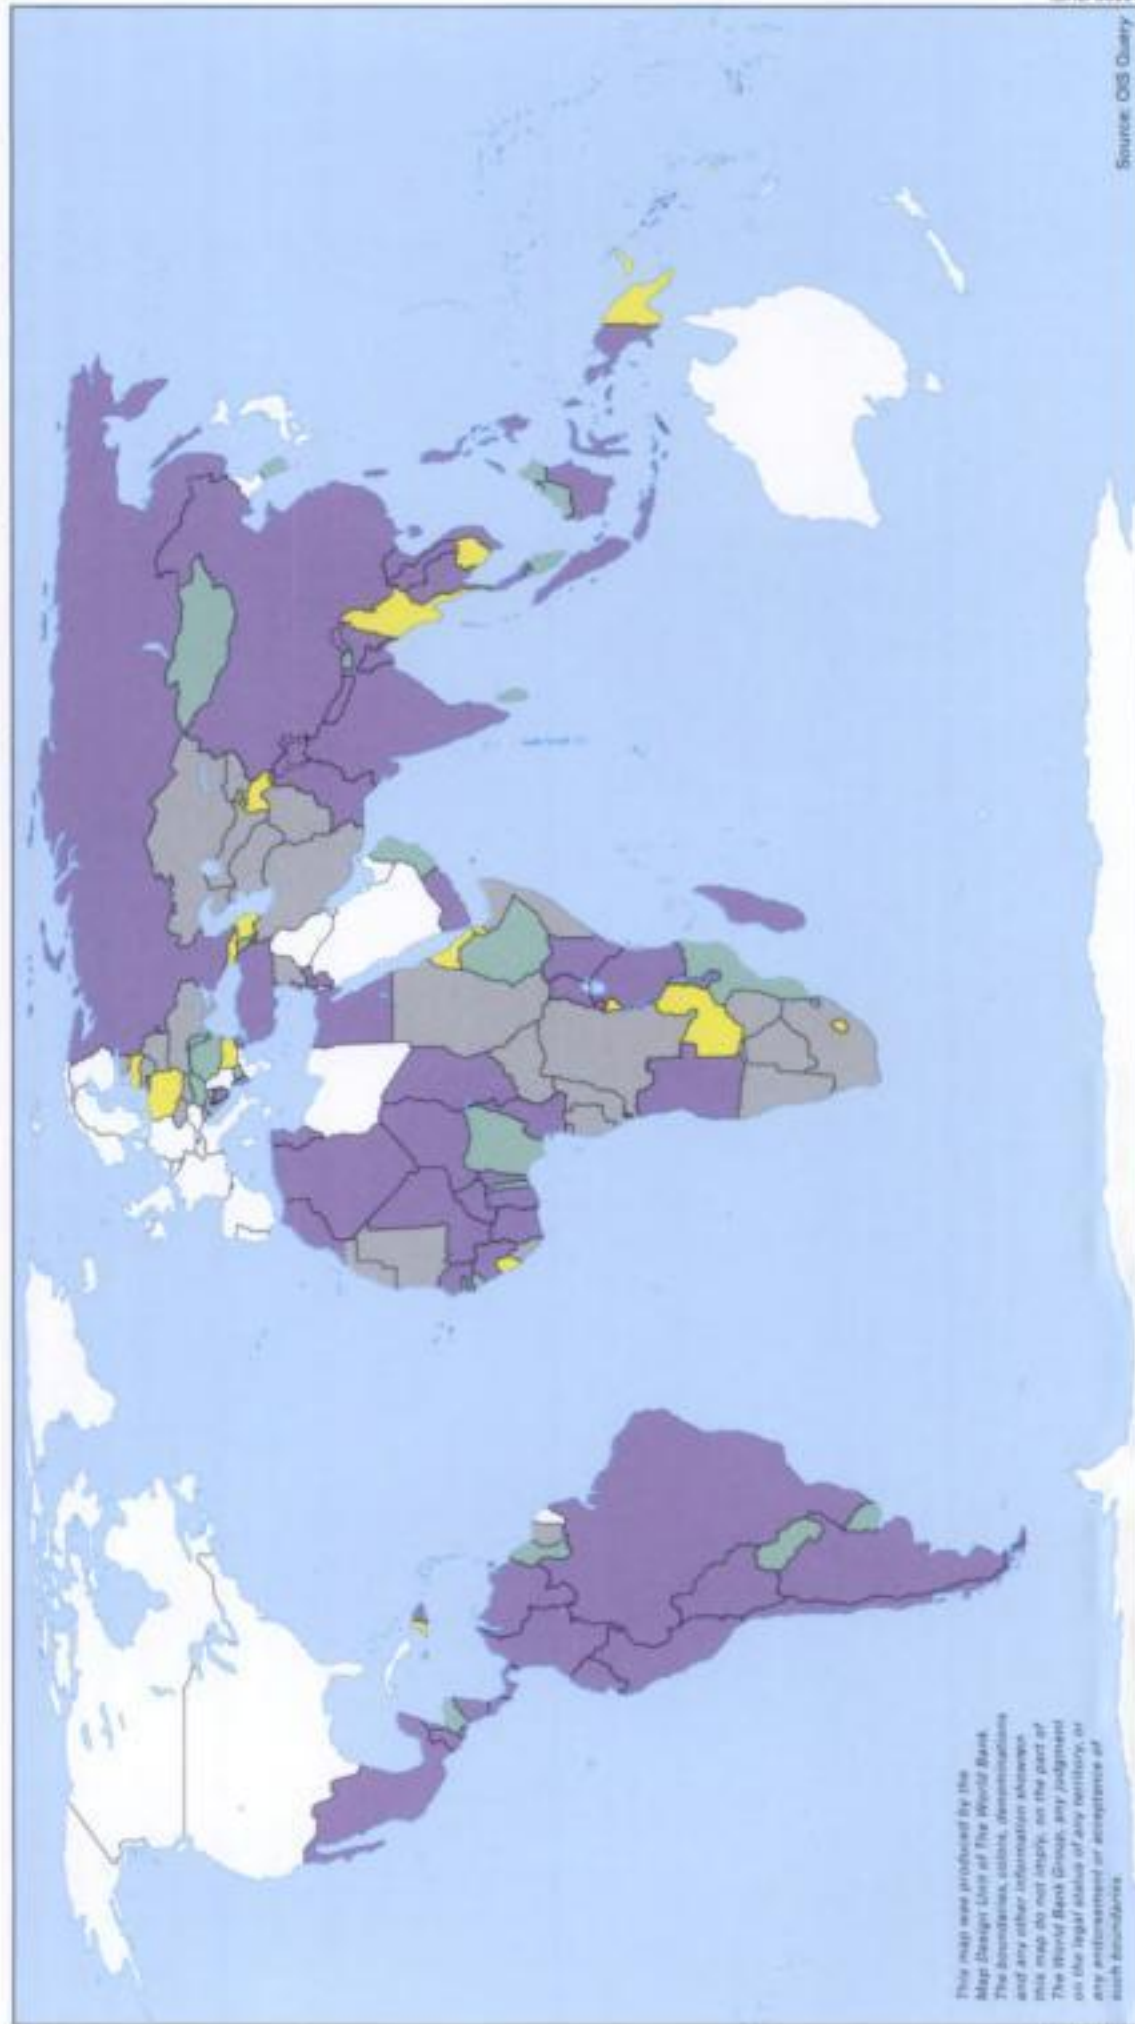 This map was produced by the
Map Design Unit of The World Bank.
The boundaries, colors, denominations
and any other information shown on
this map do not imply, on the part of
The World Bank Group, any judgment
on the legal status of any territory, or
any endorsement or acceptance of
such boundaries.
Source: OIS Query